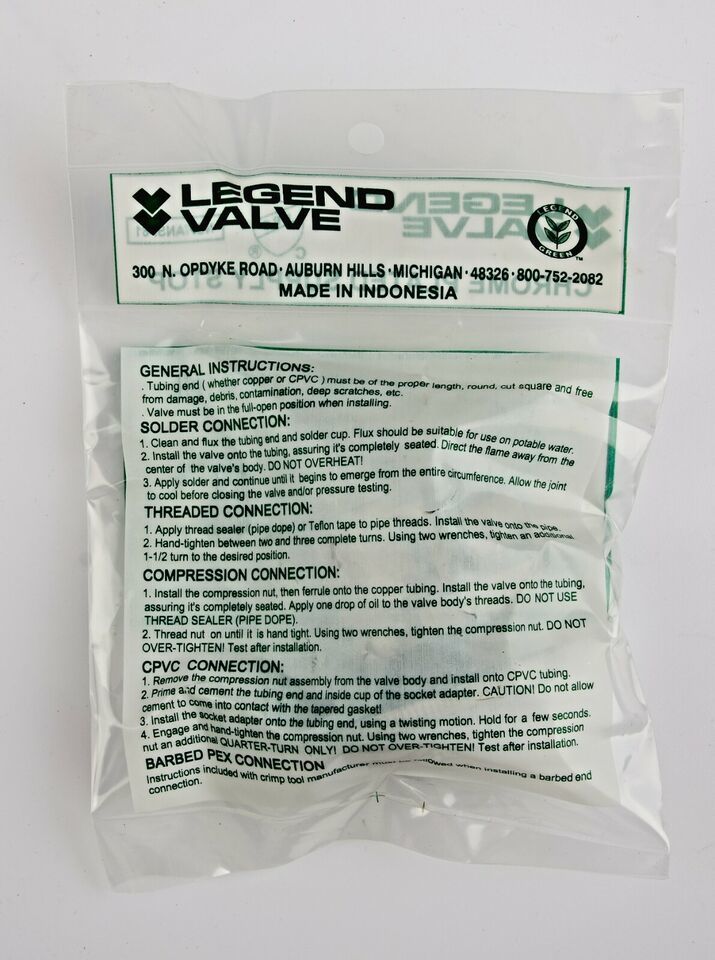 LEGEND
VALVE
LEGEND
GREEN
TM
300 N. OPDYKE ROAD · AUBURN HILLS · MICHIGAN · 48326 · 800-752-2082
MADE IN INDONESIA
GENERAL INSTRUCTIONS:
. Tubing end ( whether copper or CPVC ) must be of the proper length, round, cut square and free
from damage, debris, contamination, deep scratches, etc.
. Valve must be in the full-open position when installing.
SOLDER CONNECTION:
1. Clean and flux the tubing end and solder cup. Flux should be suitable for use on potable water.
2. Install the valve onto the tubing, assuring it's completely seated. Direct the flame away from the
center of the valve's body. DO NOT OVERHEAT!
3. Apply solder and continue until it begins to emerge from the entire circumference. Allow the joint
to cool before closing the valve and/or pressure testing.
THREADED CONNECTION:
1. Apply thread sealer (pipe dope) or Teflon tape to pipe threads. Install the valve onto the pipe.
2. Hand-tighten between two and three complete turns. Using two wrenches, tighten an additional
1-1/2 turn to the desired position.
COMPRESSION CONNECTION:
1. Install the compression nut, then ferrule onto the copper tubing. Install the valve onto the tubing,
assuring it's completely seated. Apply one drop of oil to the valve body's threads. DO NOT USE
THREAD SEALER (PIPE DOPE).
2. Thread nut on until it is hand tight. Using two wrenches, tighten the compression nut. DO NOT
OVER-TIGHTEN! Test after installation.
CPVC CONNECTION:
1. Remove the compression nut assembly from the valve body and install onto CPVC tubing.
2. Prime and cement the tubing end and inside cup of the socket adapter. CAUTION! Do not allow
cement to come into contact with the tapered gasket!
3. Install the socket adapter onto the tubing end, using a twisting motion. Hold for a few seconds.
4. Engage and hand-tighten the compression nut. Using two wrenches, tighten the compression
nut an additional QUARTER-TURN ONLY! DO NOT OVER-TIGHTEN! Test after installation.
BARBED PEX CONNECTION
Instructions included with crimp tool manufacturer must be followed when installing a barbed end
connection.